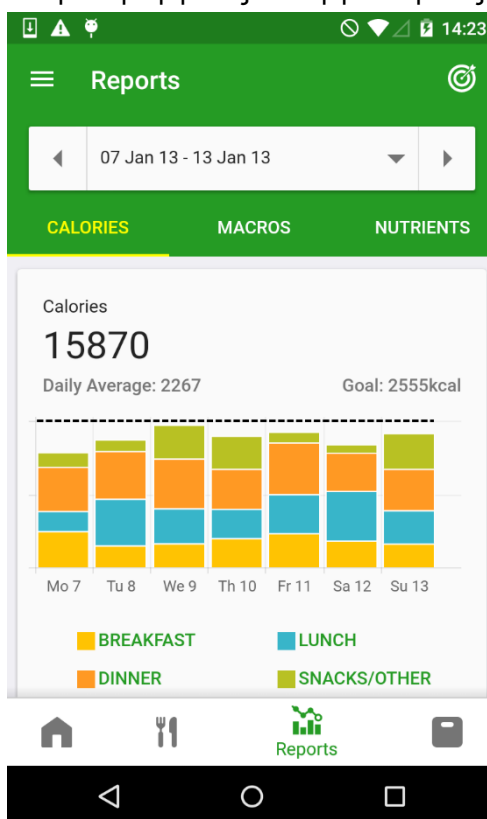 14:23
Reports
07 Jan 13 - 13 Jan 13
CALORIES MACROS NUTRIENTS
Calories
15870
Daily Average: 2267 Goal: 2555kcal
Mo 7 Tu 8 We 9 Th 10 Fr 11 Sa 12 Su 13
BREAKFAST LUNCH
DINNER SNACKS/OTHER
Reports